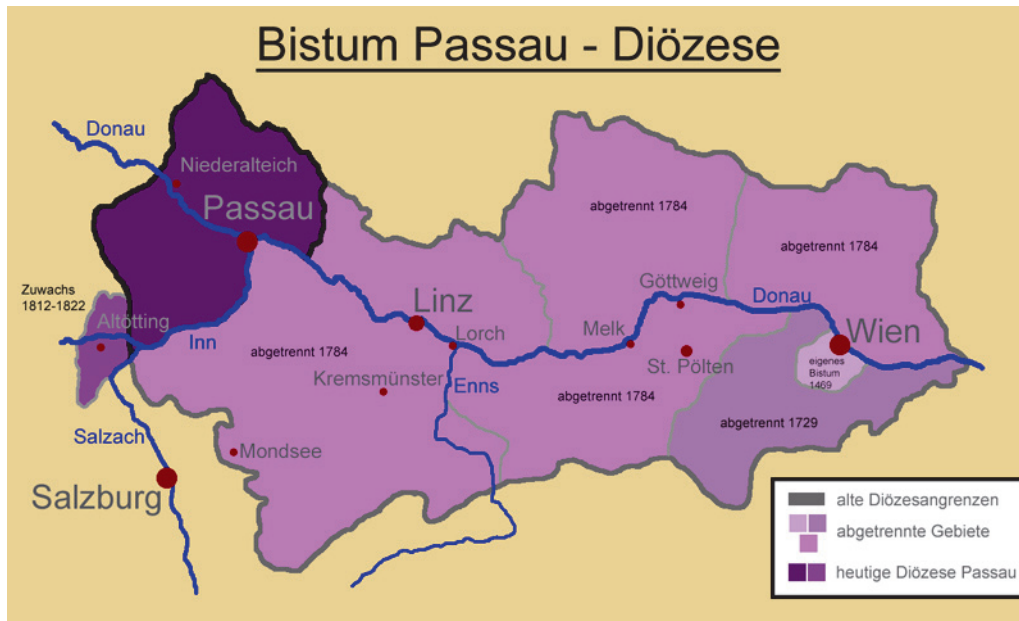 Bistum Passau - Diözese
Donau
Niederalteich
Passau
abgetrennt 1784
abgetrennt 1784
Zuwachs
1812-1822
Altötting
Inn
Linz
Lorch
abgetrennt 1784
Kremsmünster
Enns
Göttweig
Donau
Melk
St. Pölten
Wien
eigenes
Bistum
1469
abgetrennt 1784
abgetrennt 1729
Salzach
Mondsee
Salzburg
alte Diözesangrenzen
abgetrennte Gebiete
heutige Diözese Passau